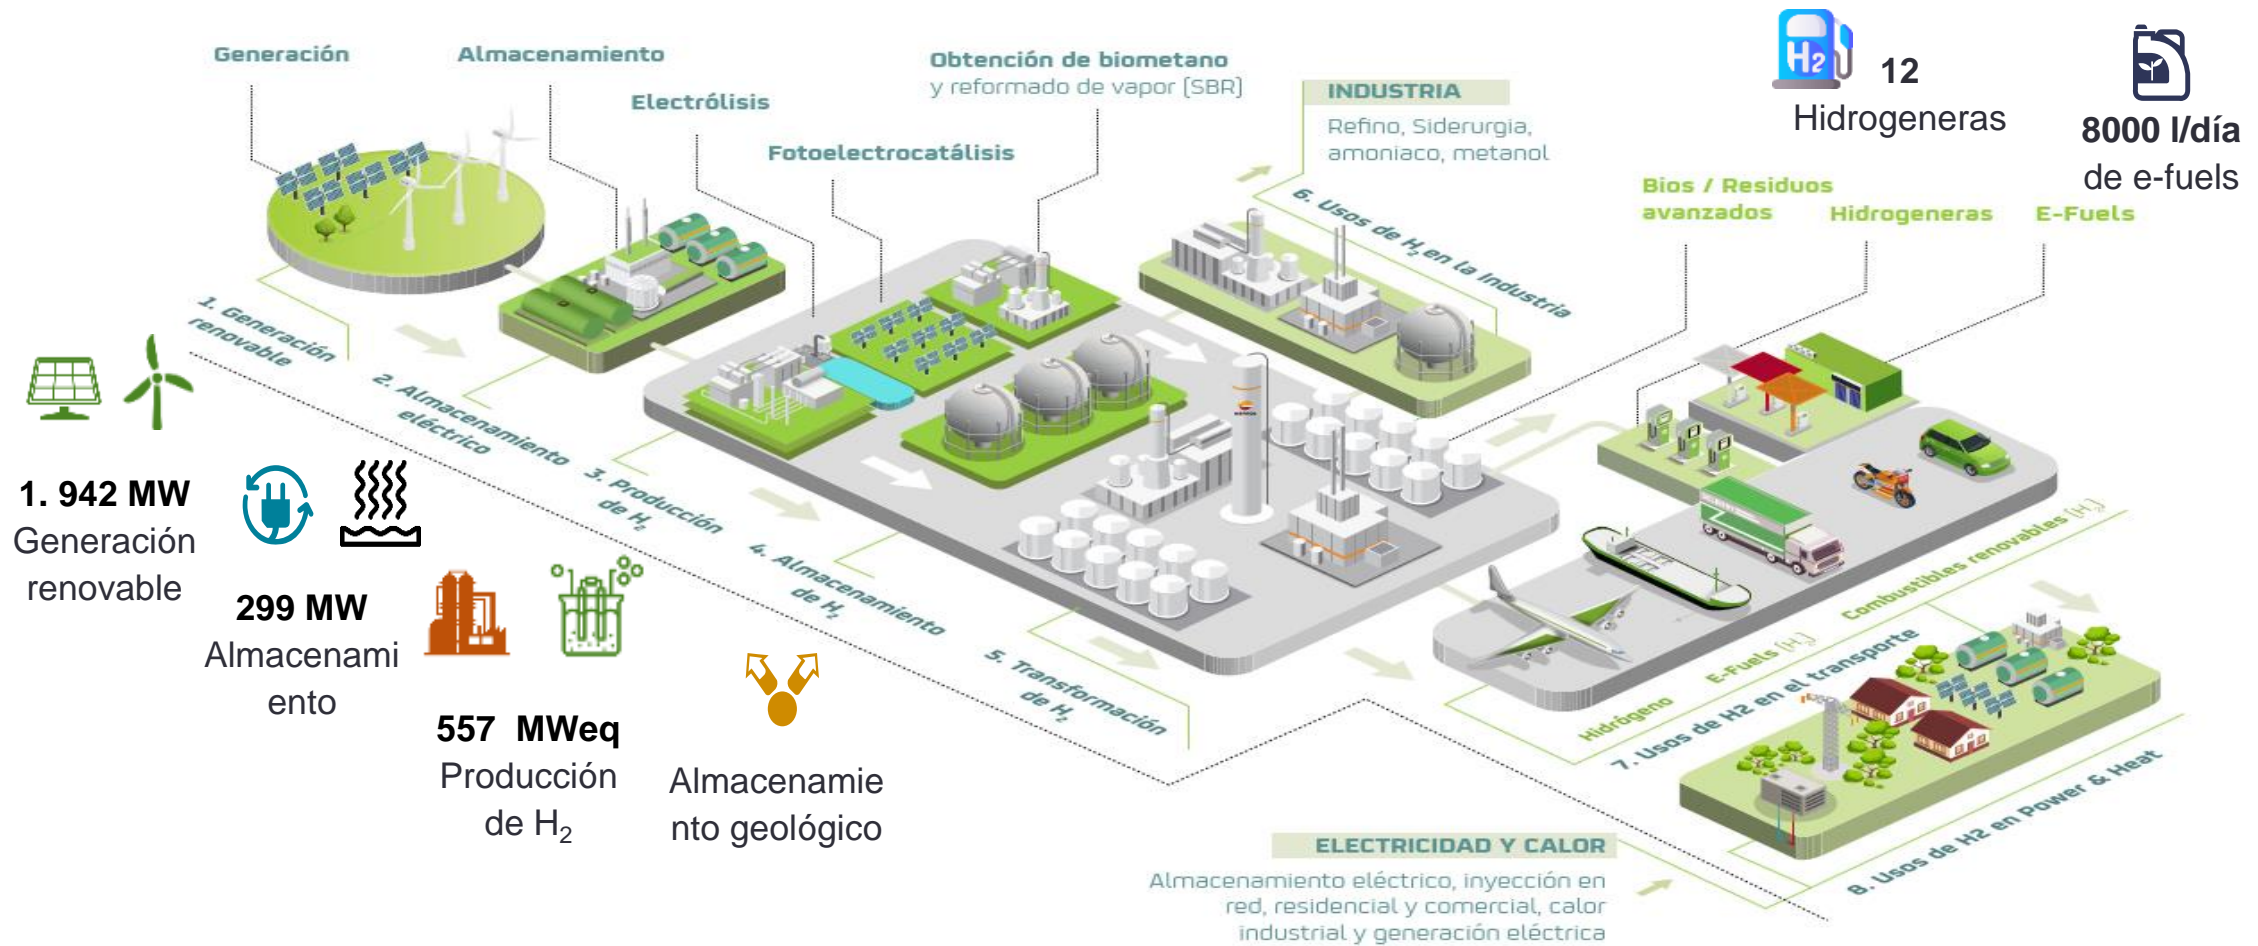 Generación
Almacenamiento
Electrólisis
Fotoelectrocatálisis
Obtención de biometano
y reformado de vapor (SBR)
INDUSTRIA
Refino, Siderurgia,
amoniaco, metanol
H2
12
Hidrogeneras
8000 l/día
de e-fuels
Bios / Residuos
avanzados
Hidrogeneras
E-Fuels
1. Generación
renovable
2. Almacenamiento
eléctrico
3. Producción
de H₂
4. Almacenamiento
de H₂
5. Transformación
de H₂
6. Usos de H₂ en la Industria
Hidrógeno
E-Fuels (H₂)
Combustibles renovables (H₂)
7. Usos de H2 en el transporte
8. Usos de H2 en Power & Heat
1. 942 MW
Generación
renovable
299 MW
Almacenami
ento
557 MWeq
Producción
de H₂
Almacenamie
nto geológico
ELECTRICIDAD Y CALOR
Almacenamiento eléctrico, inyección en
red, residencial y comercial, calor
industrial y generación eléctrica